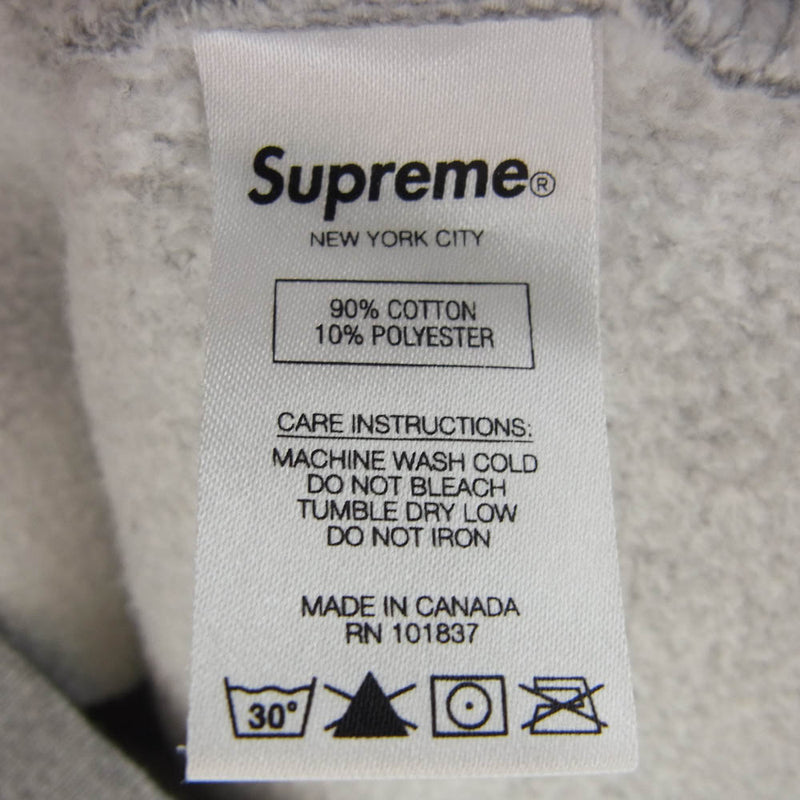 Supreme®
NEW YORK CITY
90% COTTON
10% POLYESTER
CARE INSTRUCTIONS:
MACHINE WASH COLD
DO NOT BLEACH
TUMBLE DRY LOW
DO NOT IRON
MADE IN CANADA
RN 101837
30°